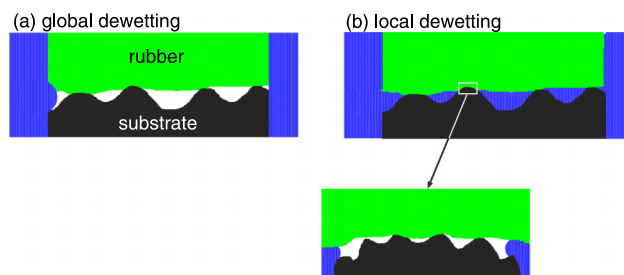 (a) global dewetting
(b) local dewetting
rubber
substrate